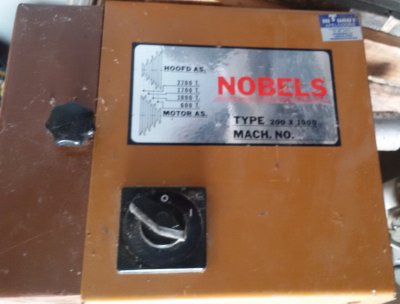 HOOFD AS.
2700 T.
1700 T.
1000 T.
600 T.
MOTOR AS.
NOBELS
TYPE 200 X 1000
MACH. NO.
O